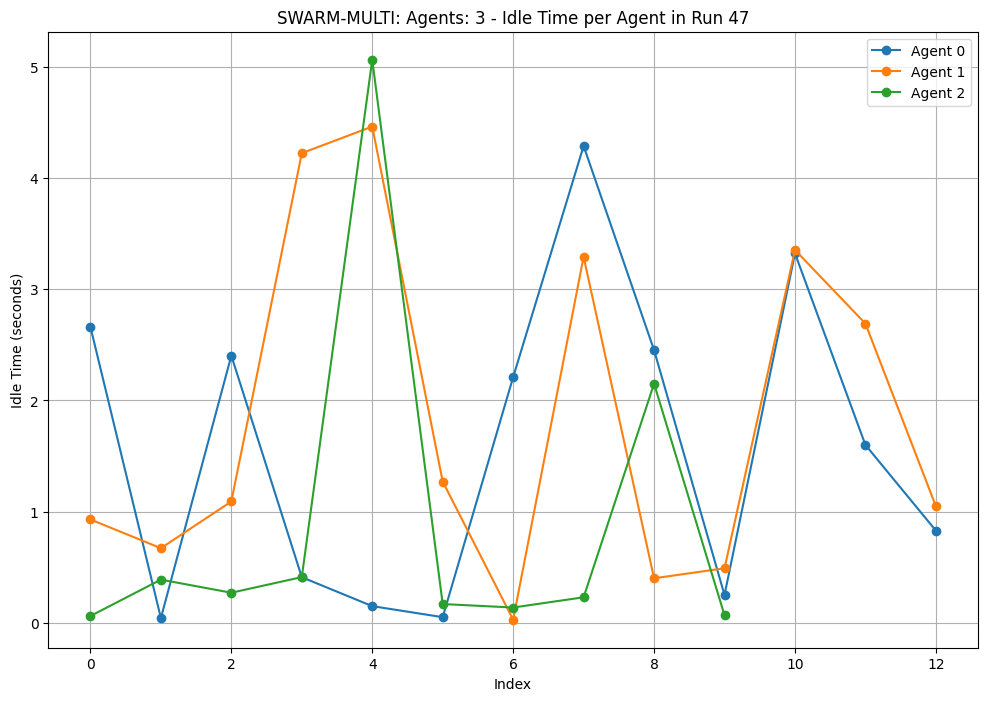 SWARM-MULTI: Agents: 3 - Idle Time per Agent in Run 47
Agent 0
Agent 1
Agent 2
Idle Time (seconds)
5
4
3
2
1
0
0 2 4 6 8 10 12
Index